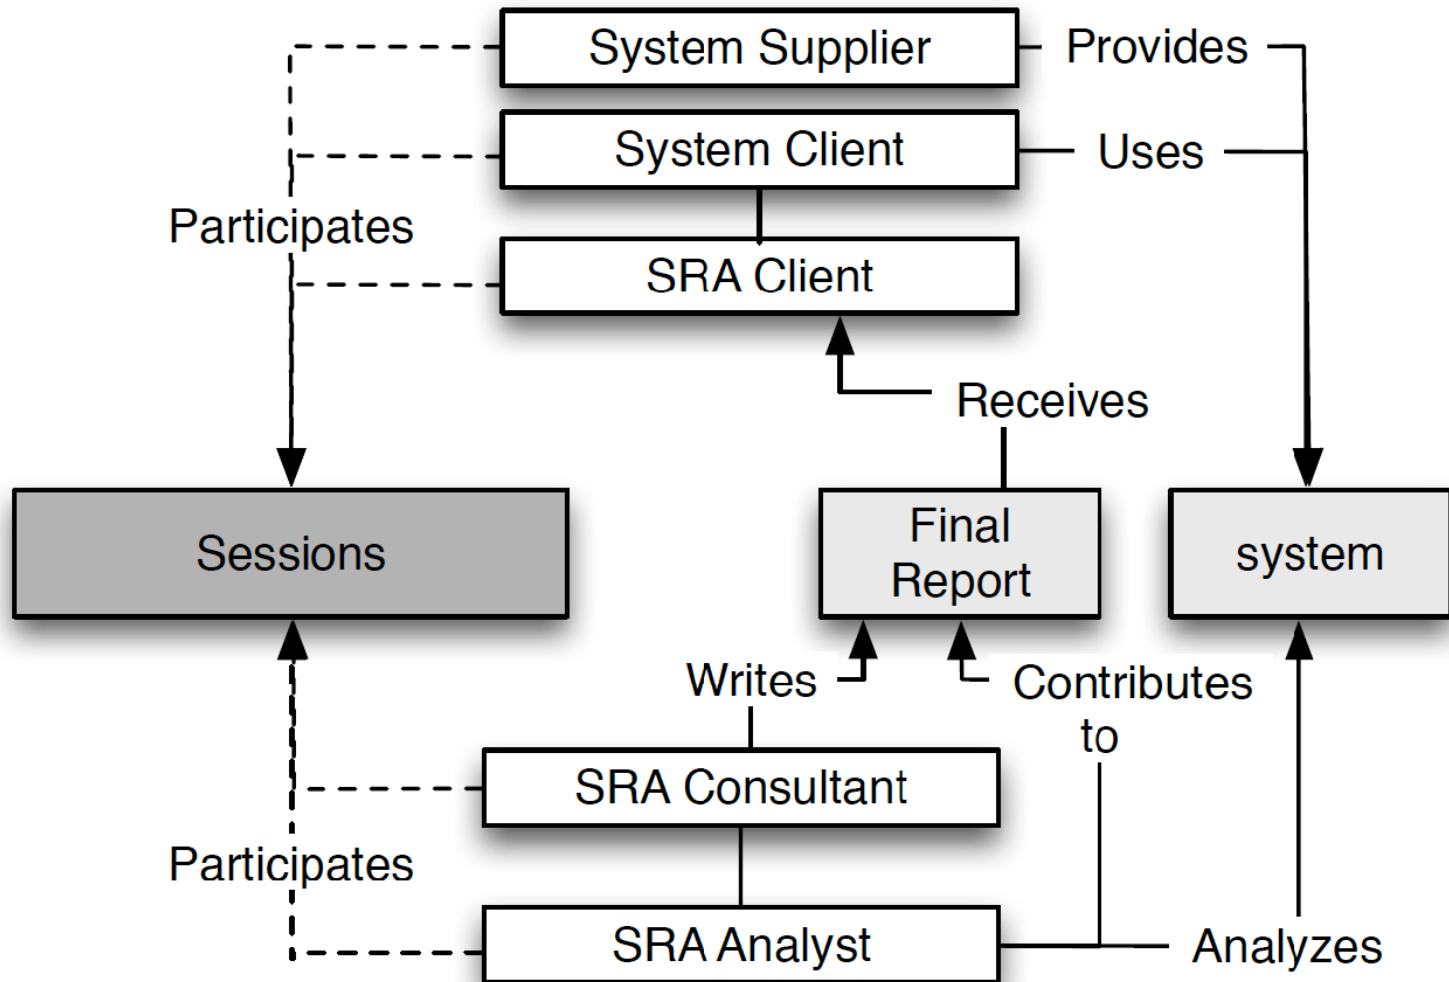 System Supplier
Provides
System Client
Uses
Participates
SRA Client
Receives
Sessions
Final
Report
system
Writes
Contributes
to
SRA Consultant
Participates
SRA Analyst
Analyzes